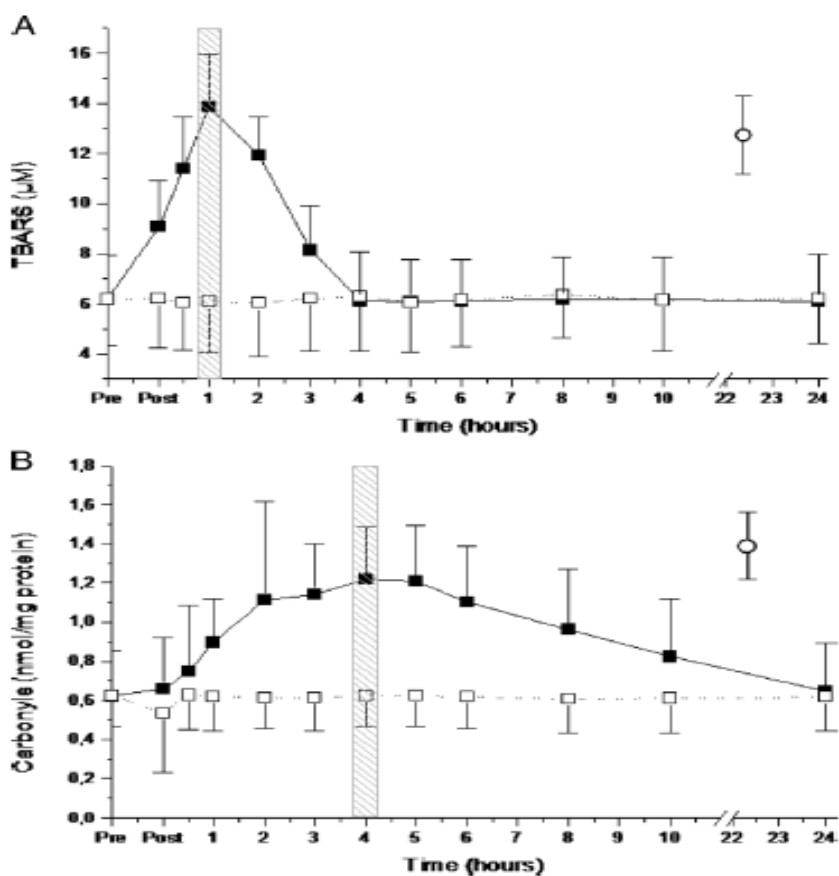 A
16
14
12
10
8
6
4
TBARS (µM)
Pre Post 1 2 3 4 5 6 7 8 9 10 22 23 24
Time (hours)
B
1,8
1,6
1,4
1,2
1,0
0,8
0,6
0,4
0,2
0,0
Carbonyle (nmol/mg protein)
Pre Post 1 2 3 4 5 6 7 8 9 10 22 23 24
Time (hours)